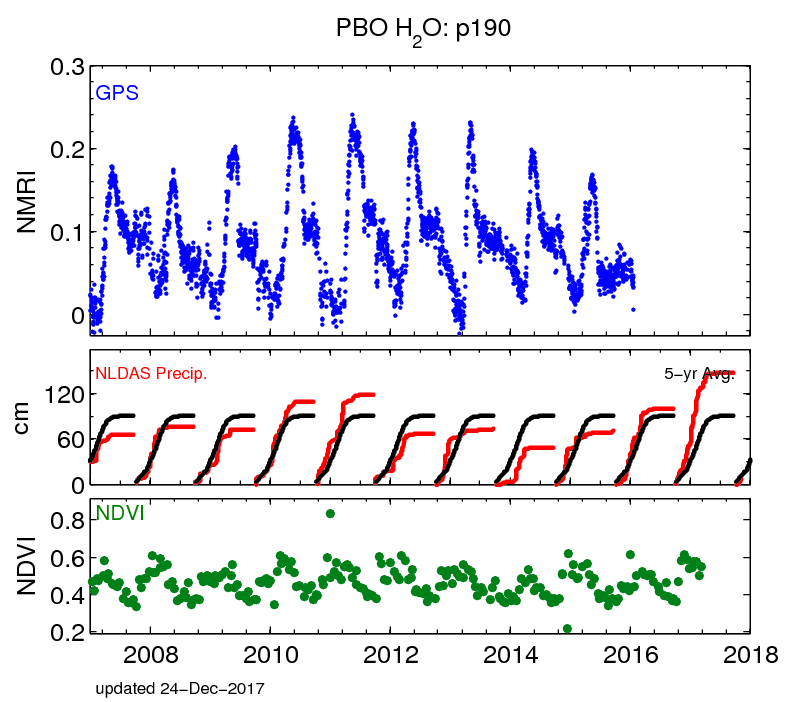 PBO H2O: p190
0.3
GPS
0.2
NMRI
0.1
0
NLDAS Precip.
5-yr Avg.
120
cm
60
0
NDVI
0.8
0.6
NDVI
0.4
0.2
2008 2010 2012 2014 2016 2018
updated 24-Dec-2017